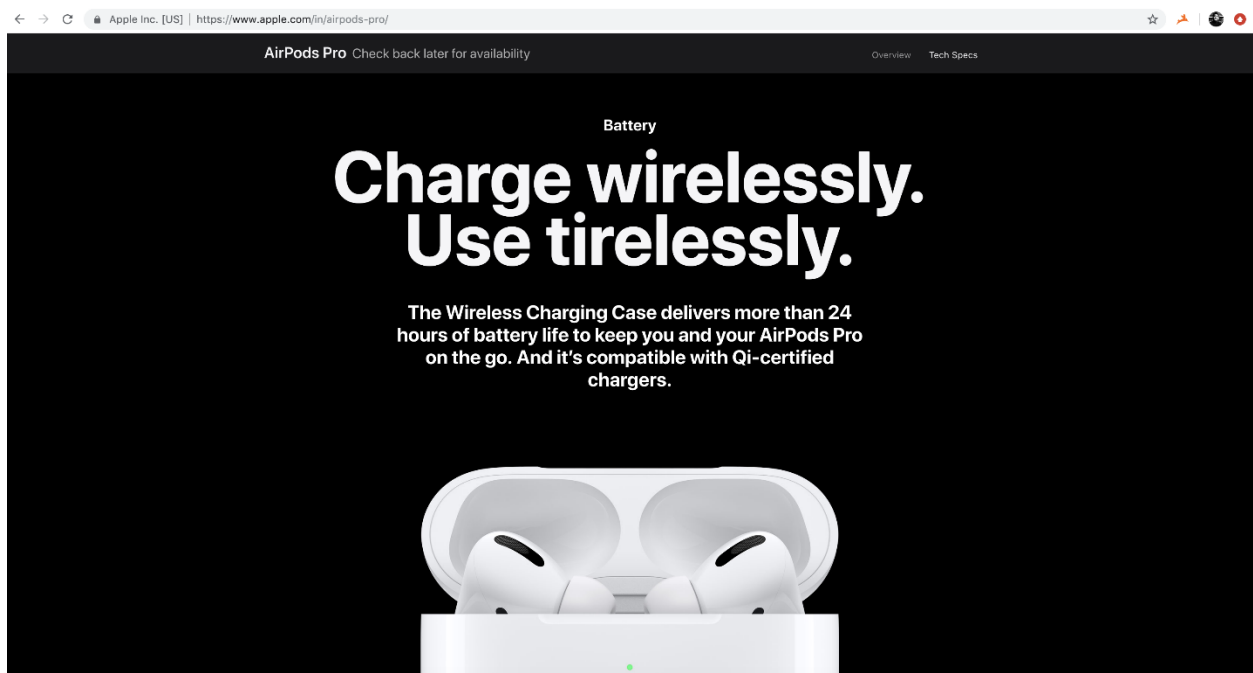 Apple Inc. [US] | https://www.apple.com/in/airpods-pro/
AirPods Pro Check back later for availability
Overview Tech Specs
Battery
Charge wirelessly.
Use tirelessly.
The Wireless Charging Case delivers more than 24
hours of battery life to keep you and your AirPods Pro
on the go. And it's compatible with Qi-certified
chargers.